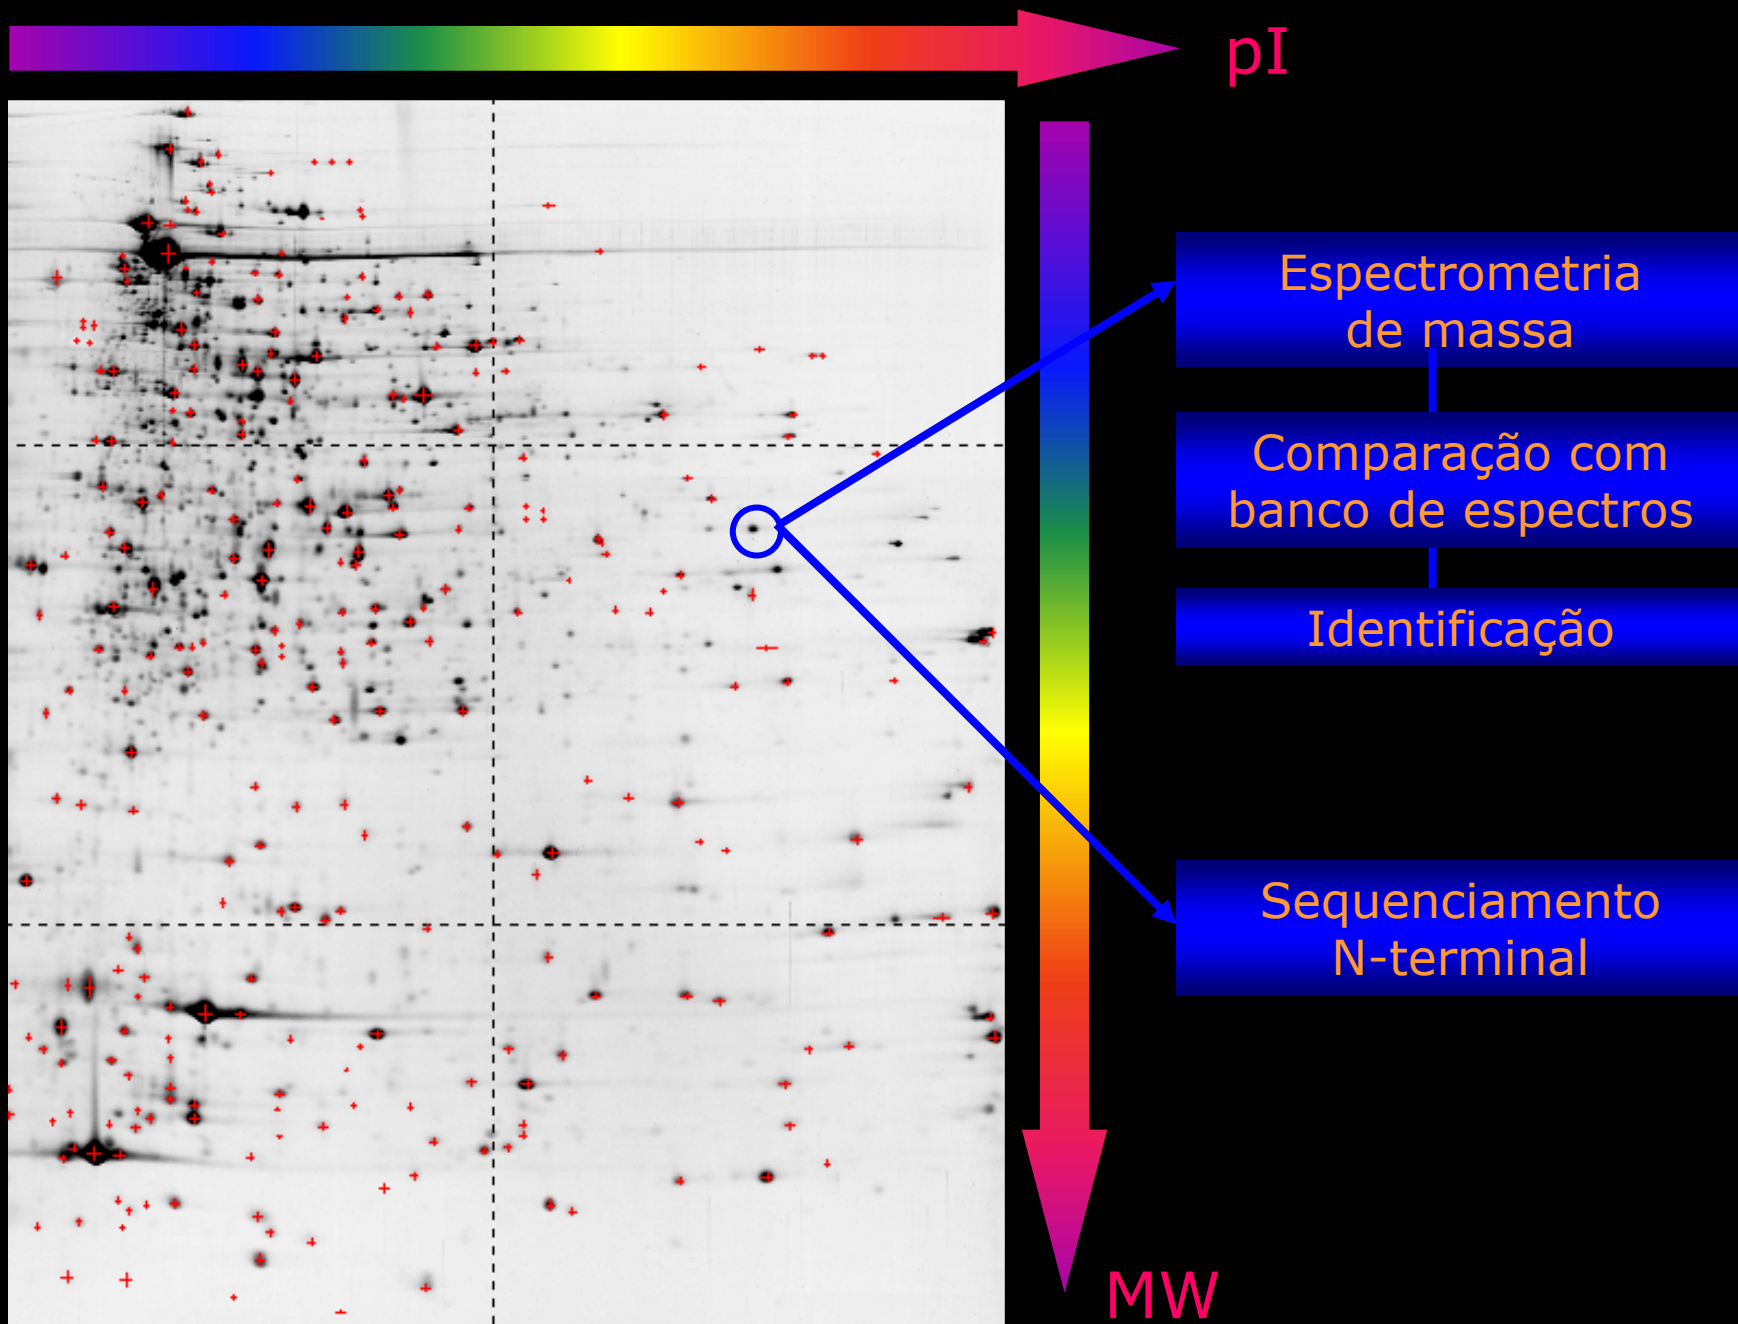 pI
Espectrometria
de massa
Comparação com
banco de espectros
Identificação
Sequenciamento
N-terminal
MW